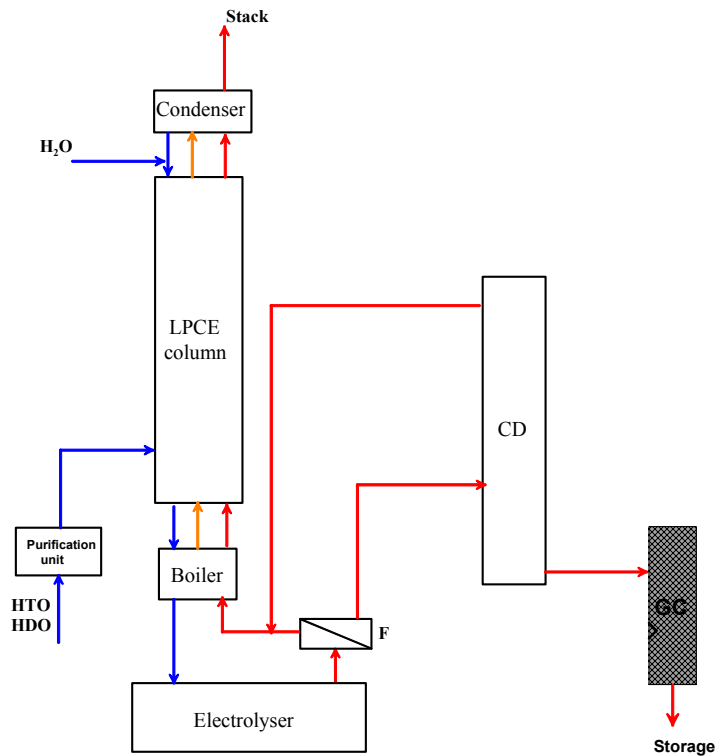 Stack
Condenser
H₂O
LPCE
column
CD
Purification
unit
Boiler
GC
HTO
HDO
F
Electrolyser
Storage